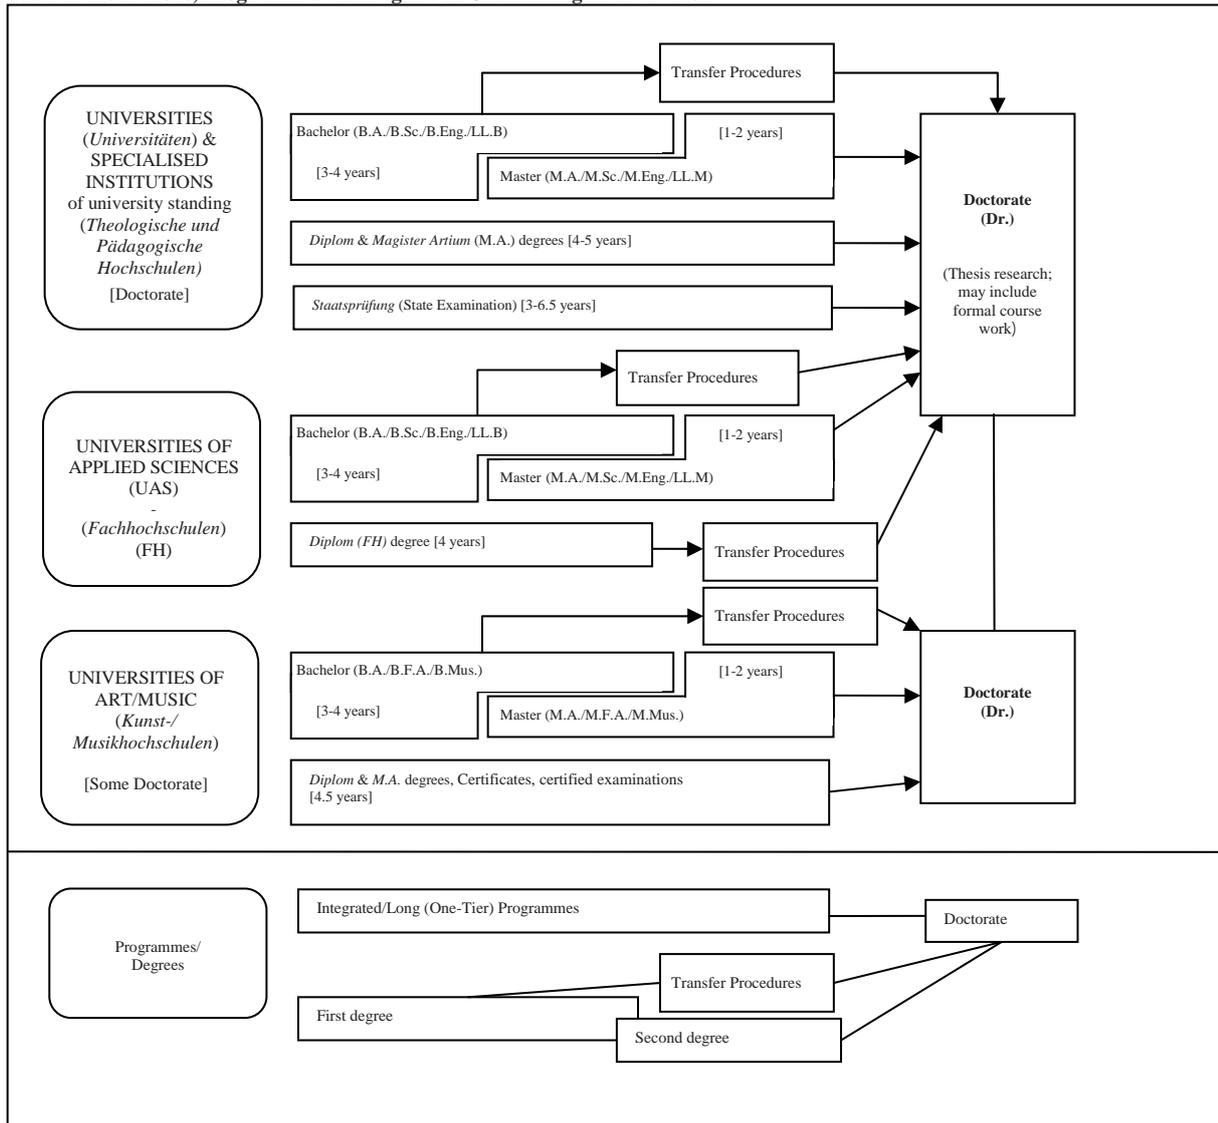 Transfer Procedures
UNIVERSITIES
(Universitäten) &
SPECIALISED
INSTITUTIONS
of university standing
(Theologische und
Pädagogische
Hochschulen)
[Doctorate]
Bachelor (B.A./B.Sc./B.Eng./LL.B)
[3-4 years]
[1-2 years]
Master (M.A./M.Sc./M.Eng./LL.M)
Diplom & Magister Artium (M.A.) degrees [4-5 years]
Staatsprüfung (State Examination) [3-6.5 years]
Doctorate
(Dr.)
(Thesis research;
may include
formal course
work)
Transfer Procedures
UNIVERSITIES OF
APPLIED SCIENCES
(UAS)
-
(Fachhochschulen)
(FH)
Bachelor (B.A./B.Sc./B.Eng./LL.B)
[3-4 years]
[1-2 years]
Master (M.A./M.Sc./M.Eng./LL.M)
Diplom (FH) degree [4 years]
Transfer Procedures
Transfer Procedures
UNIVERSITIES OF
ART/MUSIC
(Kunst-/
Musikhochschulen)
[Some Doctorate]
Bachelor (B.A./B.F.A./B.Mus.)
[3-4 years]
[1-2 years]
Master (M.A./M.F.A./M.Mus.)
Diplom & M.A. degrees, Certificates, certified examinations
[4.5 years]
Doctorate
(Dr.)
Programmes/
Degrees
Integrated/Long (One-Tier) Programmes
Doctorate
Transfer Procedures
First degree
Second degree